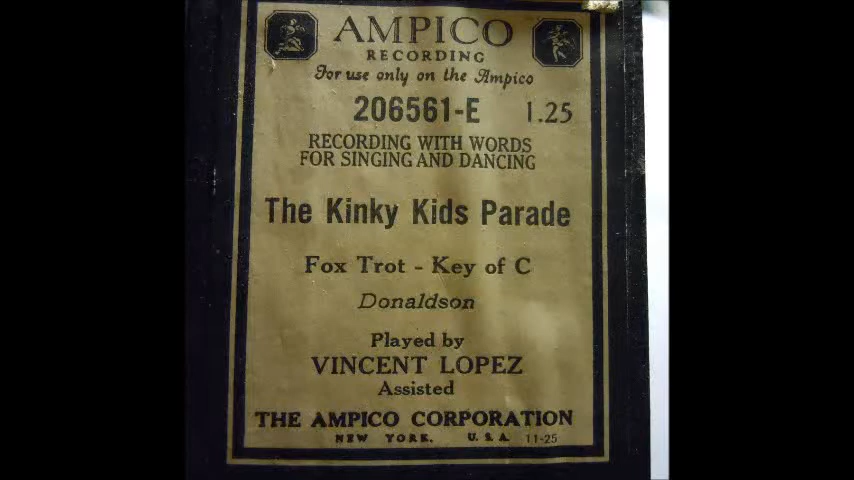 AMPICO
RECORDING
For use only on the Ampico
206561-E 1.25
RECORDING WITH WORDS
FOR SINGING AND DANCING
The Kinky Kids Parade
Fox Trot - Key of C
Donaldson
Played by
VINCENT LOPEZ
Assisted
THE AMPICO CORPORATION
NEW YORK. U. S. A. 11-25